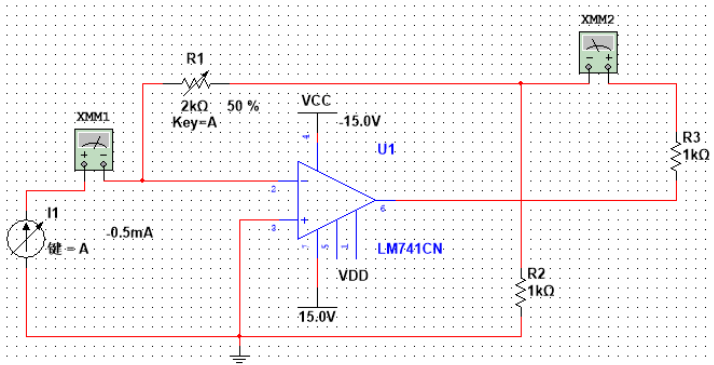 XMM2
R1
2kΩ 50 %
Key=A
VCC
-15.0V
XMM1
+ -
4
U1
R3
1kΩ
2
6
3
I1
-0.5mA
键 = A
7
5
1
LM741CN
VDD
R2
1kΩ
15.0V